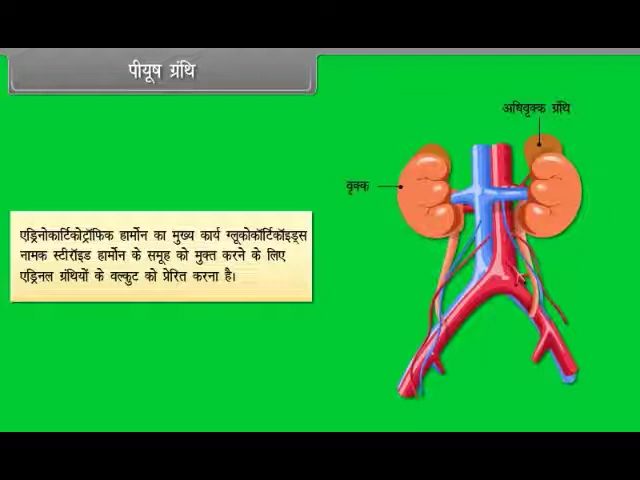 पीयूष ग्रंथि
अधिवृक्क ग्रंथि
वृक्क
एड्रिनोकार्टिकोट्रॉफिक हार्मोन का मुख्य कार्य ग्लूकोकॉर्टिकॉइड्स
नामक स्टीरॉइड हार्मोन के समूह को मुक्त करने के लिए
एड्रिनल ग्रंथियों के वल्कुट को प्रेरित करना है।